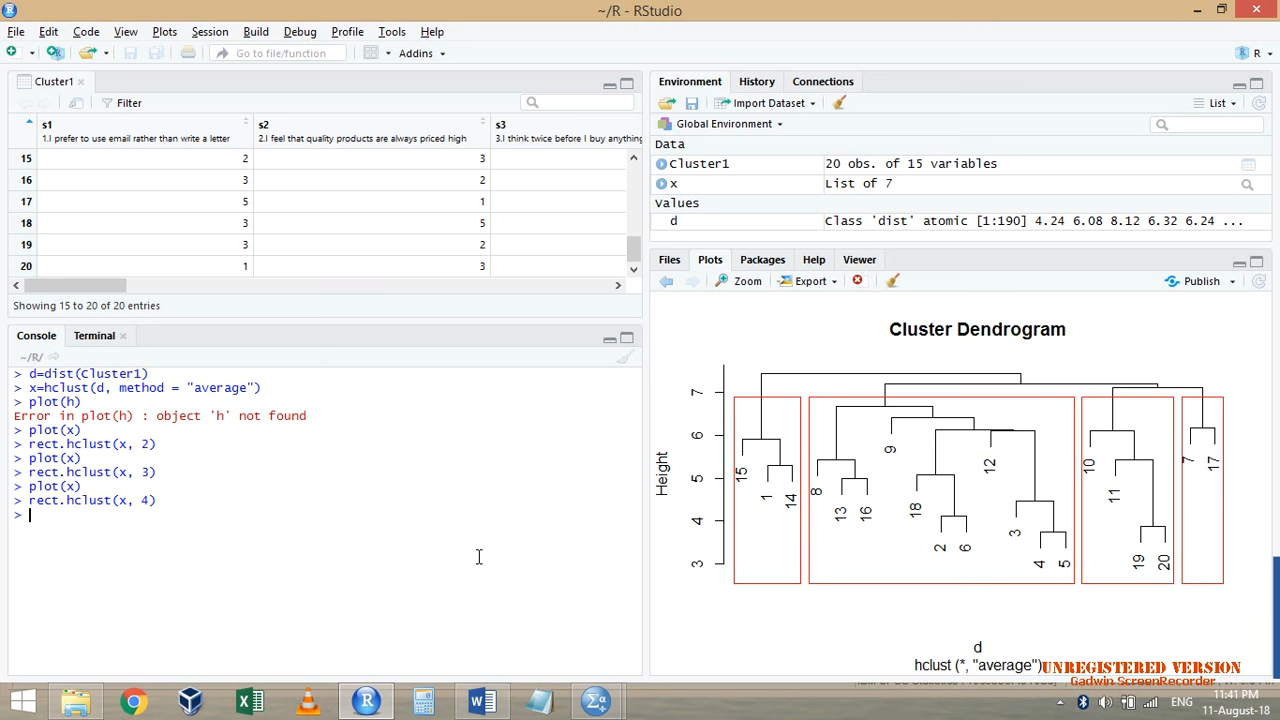 ~/R - RStudio
File Edit Code View Plots Session Build Debug Profile Tools Help
Go to file/function Addins R
Cluster1
Filter
s1 s2 s3
1.I prefer to use email rather than write a letter 2.I feel that quality products are always priced high 3.I think twice before I buy anything
15 2 3
16 3 2
17 5 1
18 3 5
19 3 2
20 1 3
Showing 15 to 20 of 20 entries
Console Terminal
~/R/
> d=dist(Cluster1)
> x=hclust(d, method = "average")
> plot(h)
Error in plot(h) : object 'h' not found
> plot(x)
> rect.hclust(x, 2)
> plot(x)
> rect.hclust(x, 3)
> plot(x)
> rect.hclust(x, 4)
>
Environment History Connections
Import Dataset List
Global Environment
Data
Cluster1 20 obs. of 15 variables
x List of 7
Values
d Class 'dist' atomic [1:190] 4.24 6.08 8.12 6.32 6.24 ...
Files Plots Packages Help Viewer
Zoom Export Publish
Cluster Dendrogram
Height
7
6
5
4
3
15 1 14 8 13 16 9 18 2 6 12 3 4 5 10 11 19 20 7 17
d
hclust (*, "average")
UNREGISTERED VERSION
Gadwin ScreenRecorder
ENG
11:41 PM
11-August-18